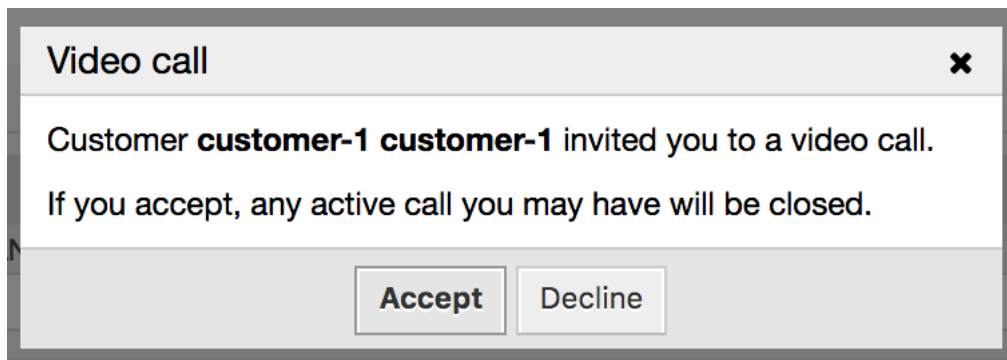 Video call
Customer customer-1 customer-1 invited you to a video call.
If you accept, any active call you may have will be closed.
Accept Decline